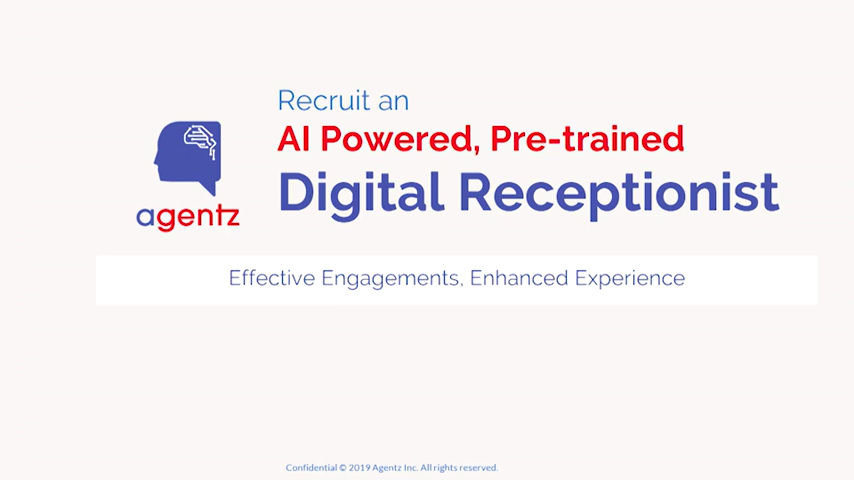 Recruit an
AI Powered, Pre-trained
Digital Receptionist
agentz
Effective Engagements, Enhanced Experience
Confidential © 2019 Agentz Inc. All rights reserved.